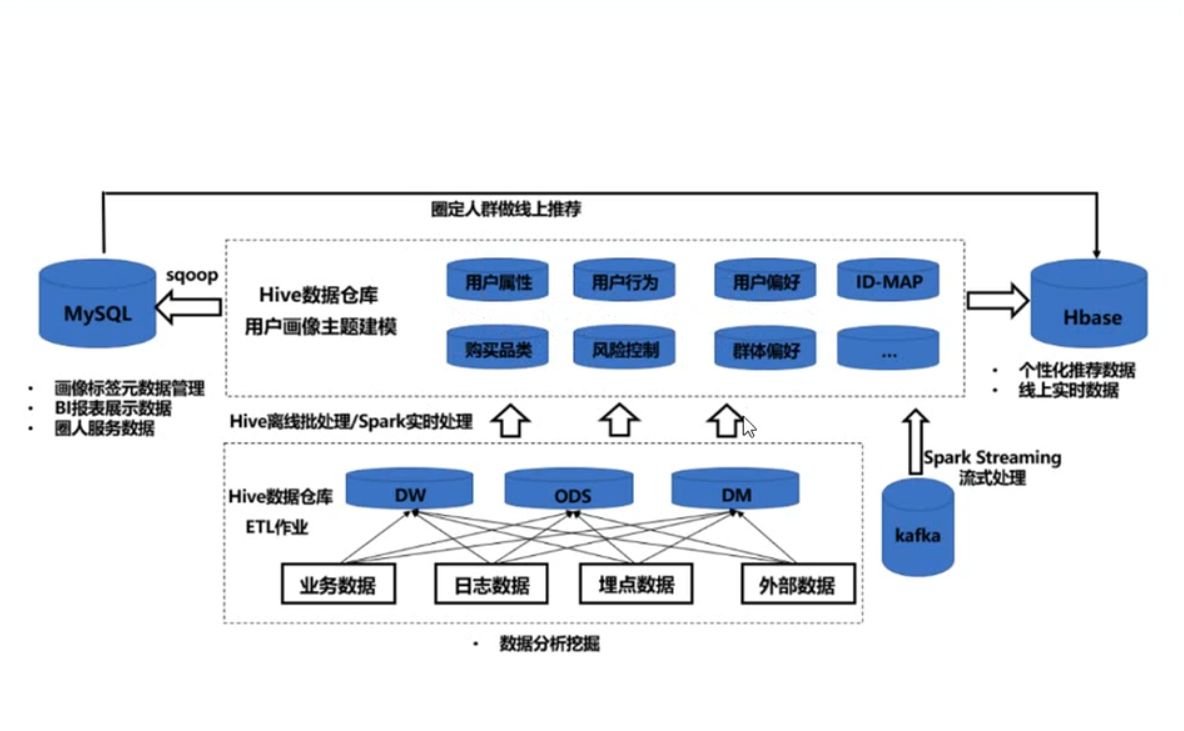 圈定人群做线上推荐
sqoop
MySQL
画像标签元数据管理
BI报表展示数据
圈人服务数据
Hive数据仓库
用户画像主题建模
用户属性
用户行为
用户偏好
ID-MAP
购买品类
风险控制
群体偏好
...
Hbase
个性化推荐数据
线上实时数据
Hive离线批处理/Spark实时处理
Spark Streaming
流式处理
kafka
Hive数据仓库
ETL作业
DW
ODS
DM
业务数据
日志数据
埋点数据
外部数据
数据分析挖掘